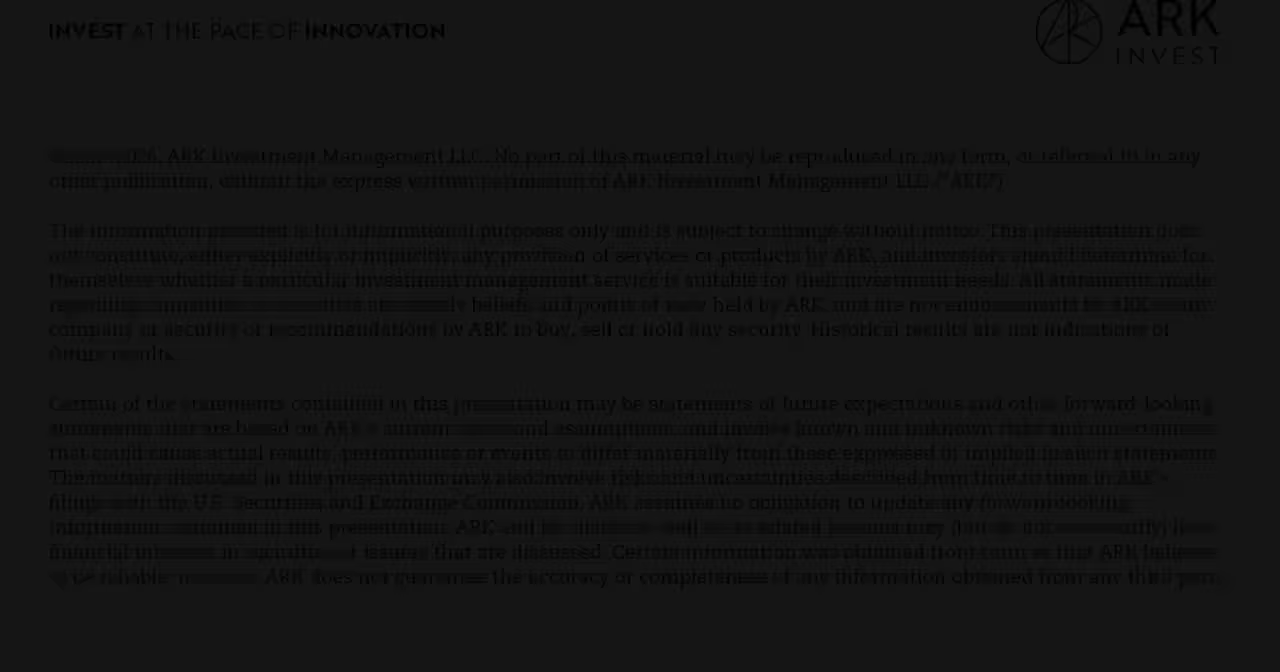 INVEST AT THE PACE OF INNOVATION
ARK
INVEST
ARK Investment Management LLC. No part of this material may be reproduced in any form, or referred to in any
other publication, without the express written permission of ARK Investment Management LLC ("ARK")
The information provided is for informational purposes only and is subject to change without notice. This presentation does
not constitute, either explicitly or implicitly, any provision of services or products by ARK, and investors should determine for
themselves whether a particular investment management service is suitable for their investment needs. All statements made
regarding companies beliefs and points of view held by ARK and are not endorsements by ARK of any
company or security or recommendations by ARK to buy, sell or hold any security. Historical results are not indications of
future results.
Certain of the statements contained in this presentation may be statements of future expectations and other forward-looking
statements that are based on ARK's current views and assumptions and involve known and unknown risks and uncertainties
that could cause actual results, performance or events to differ materially from those expressed or implied in such statements.
The matters discussed in this presentation may also involve risks and uncertainties described from time to time in ARK's
filings with the U.S. Securities and Exchange Commission. ARK assumes no obligation to update any forward-looking
information contained in this presentation. ARK and its clients as well as its related persons may (but do not necessarily) have
financial interests in securities or issuers that are discussed. Certain information was obtained from sources that ARK believes
to be reliable; however, ARK does not guarantee the accuracy or completeness of any information obtained from any third party.